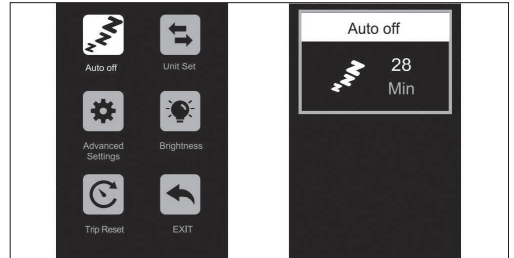 Auto off
Unit Set
Advanced
Settings
Brightness
Trip Reset
EXIT
Auto off
28
Min